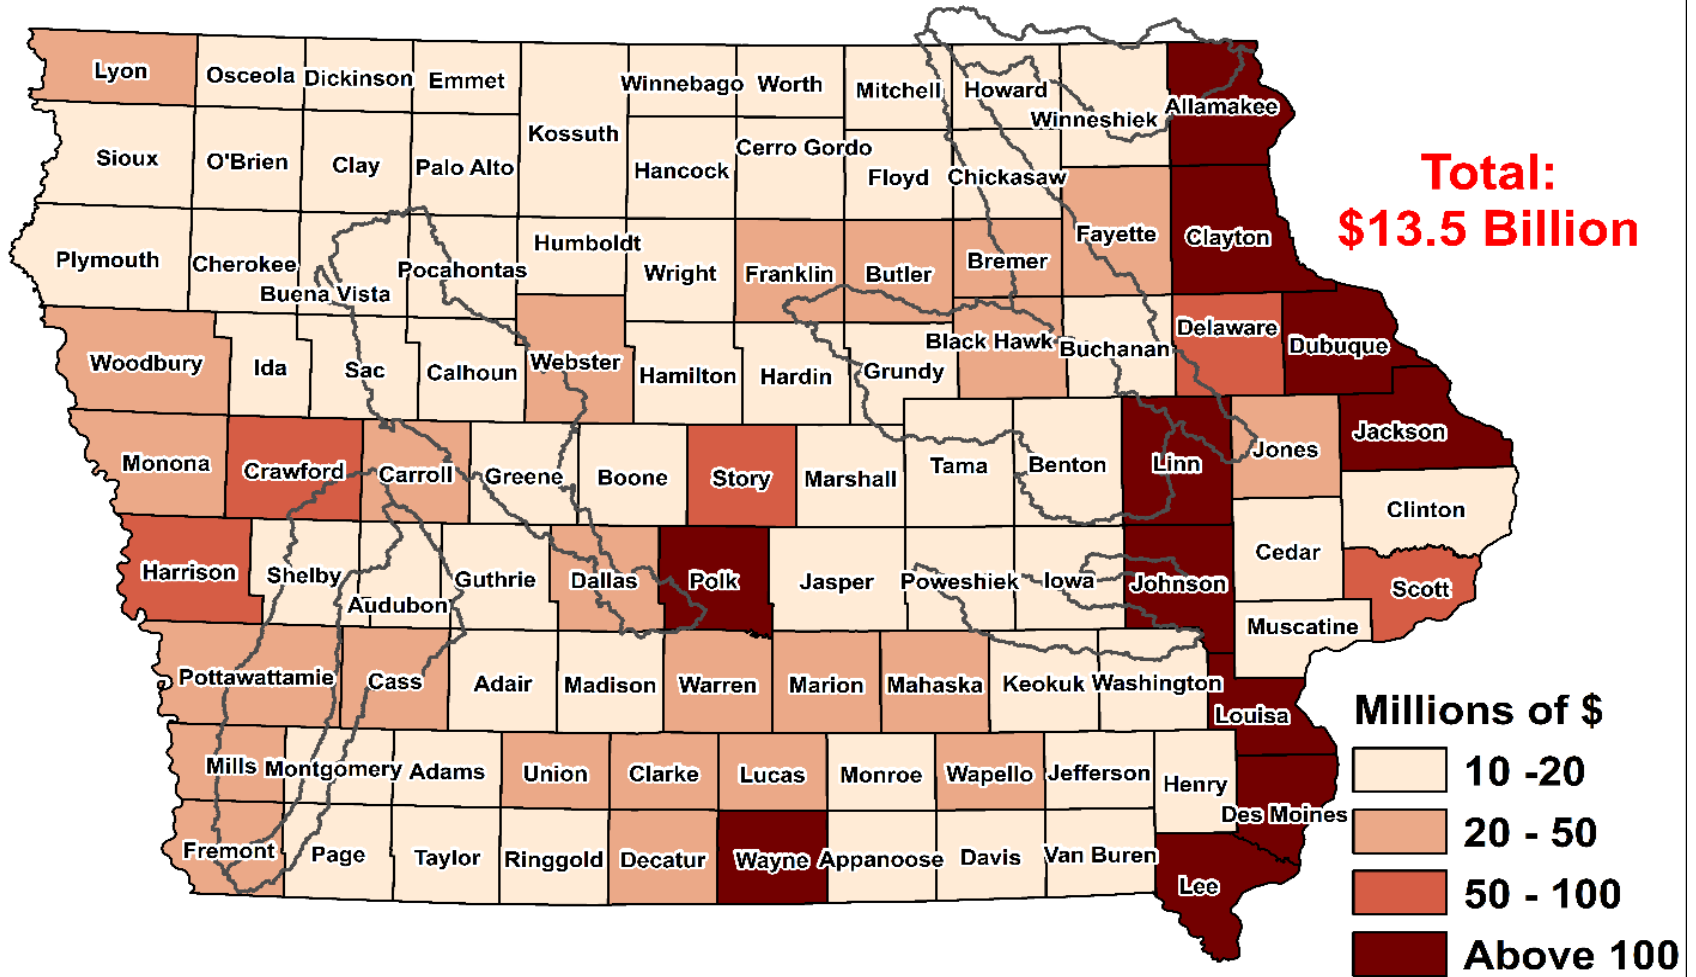 Lyon
Osceola
Dickinson
Emmet
Winnebago
Worth
Mitchell
Howard
Winneshiek
Allamakee
Kossuth
Sioux
O'Brien
Clay
Palo Alto
Hancock
Cerro Gordo
Floyd
Chickasaw
Total:
$13.5 Billion
Plymouth
Cherokee
Buena Vista
Pocahontas
Humboldt
Wright
Franklin
Butler
Bremer
Fayette
Clayton
Woodbury
Ida
Sac
Calhoun
Webster
Hamilton
Hardin
Grundy
Black Hawk
Buchanan
Delaware
Dubuque
Monona
Crawford
Carroll
Greene
Boone
Story
Marshall
Tama
Benton
Linn
Jones
Jackson
Clinton
Harrison
Shelby
Audubon
Guthrie
Dallas
Polk
Jasper
Poweshiek
Iowa
Johnson
Cedar
Scott
Muscatine
Pottawattamie
Cass
Adair
Madison
Warren
Marion
Mahaska
Keokuk
Washington
Louisa
Mills
Montgomery
Adams
Union
Clarke
Lucas
Monroe
Wapello
Jefferson
Henry
Des Moines
Fremont
Page
Taylor
Ringgold
Decatur
Wayne
Appanoose
Davis
Van Buren
Lee
Millions of $
10 -20
20 - 50
50 - 100
Above 100